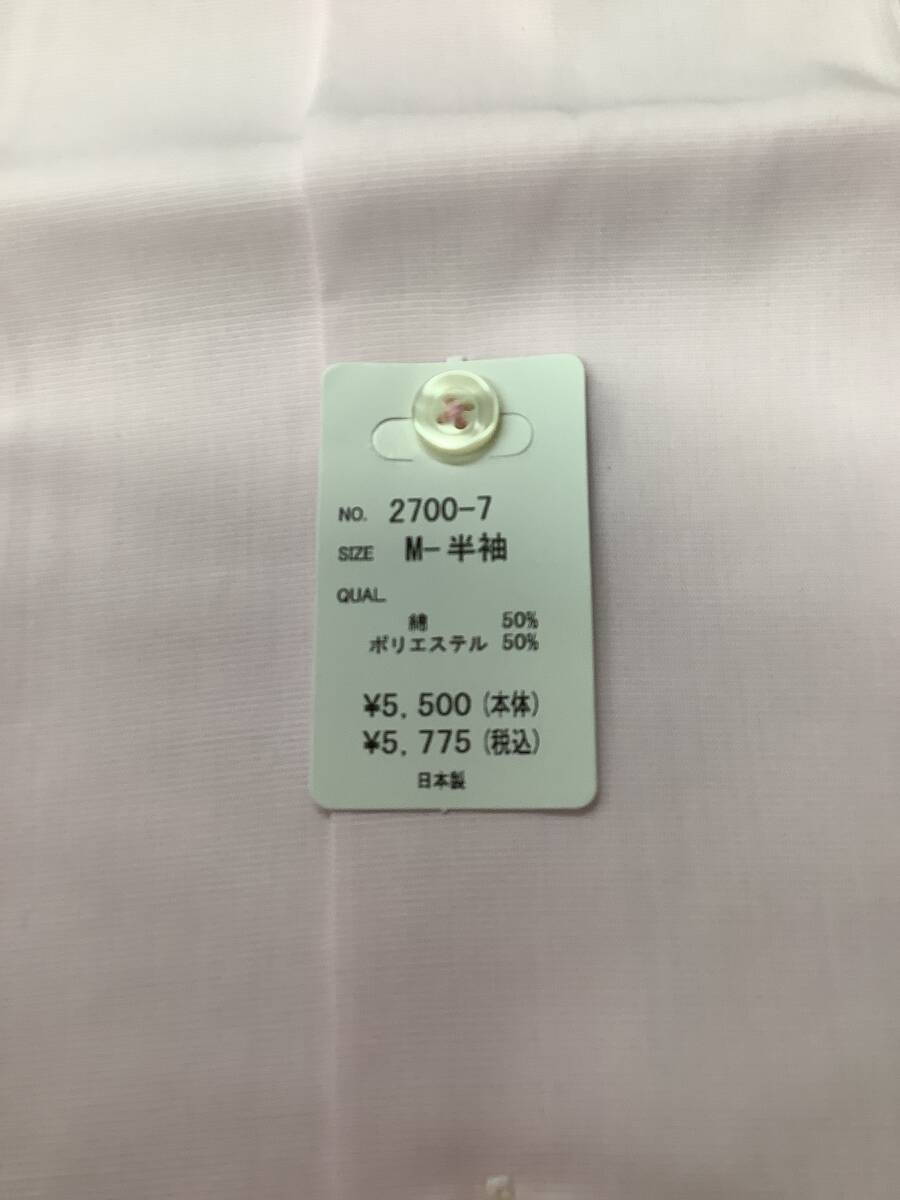 NO. 2700-7
SIZE M-半袖
QUAL.
綿 50%
ポリエステル 50%
¥5,500(本体)
¥5,775(税込)
日本製